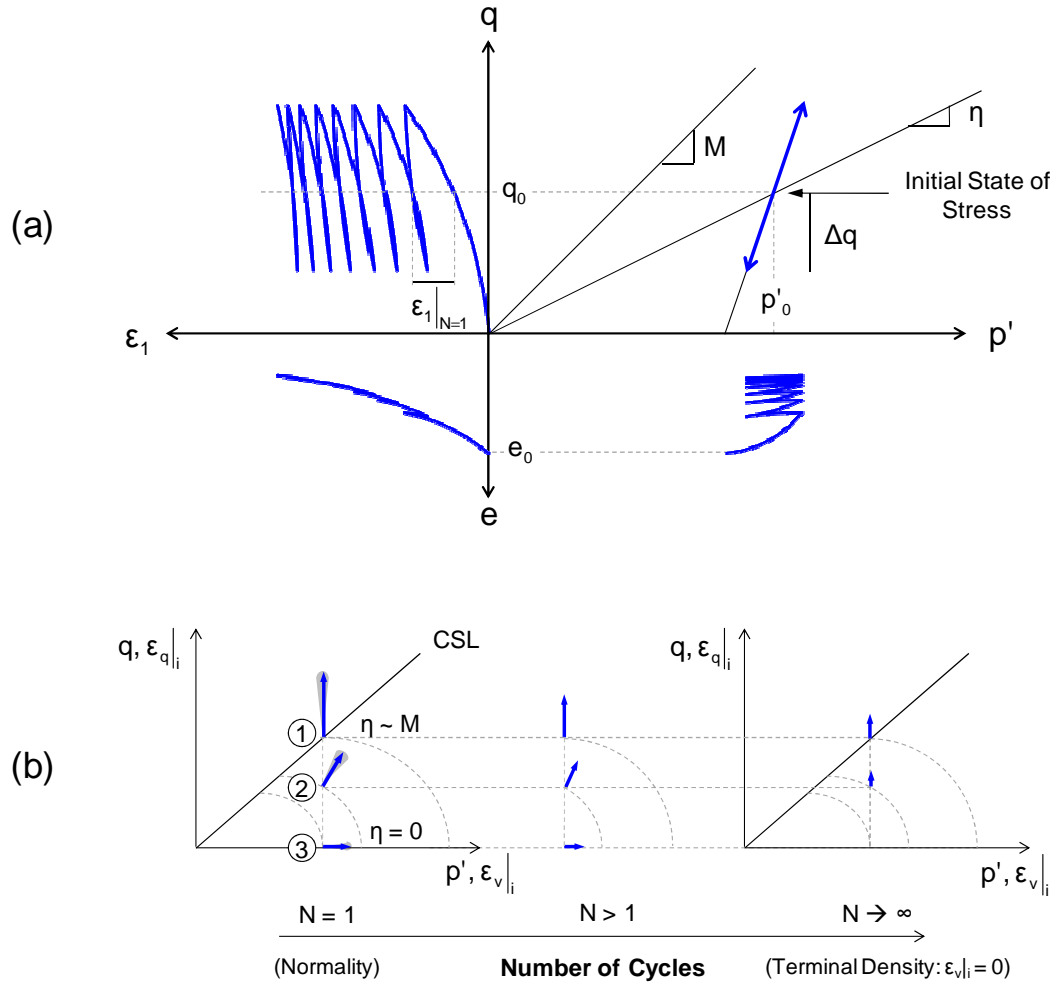 (a)
q
M
η
q₀
Initial State of
Stress
Δq
p'₀
ε₁|N=1
ε₁
p'
e₀
e
(b)
q, εq|i
CSL
q, εq|i
① η ~ M
②
③ η = 0
p', εv|i
p', εv|i
N = 1
N > 1
N → ∞
(Normality)
Number of Cycles
(Terminal Density: εv|i = 0)